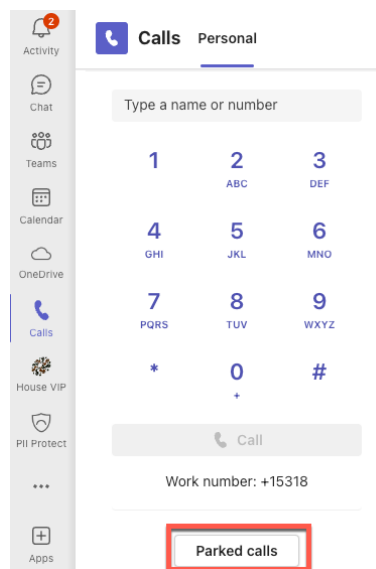 2
Activity
Chat
Teams
Calendar
OneDrive
Calls
House VIP
PII Protect
Apps
Calls Personal
Type a name or number
1 2 3
ABC DEF
4 5 6
GHI JKL MNO
7 8 9
PQRS TUV WXYZ
* 0 #
+
Call
Work number: +15318
Parked calls